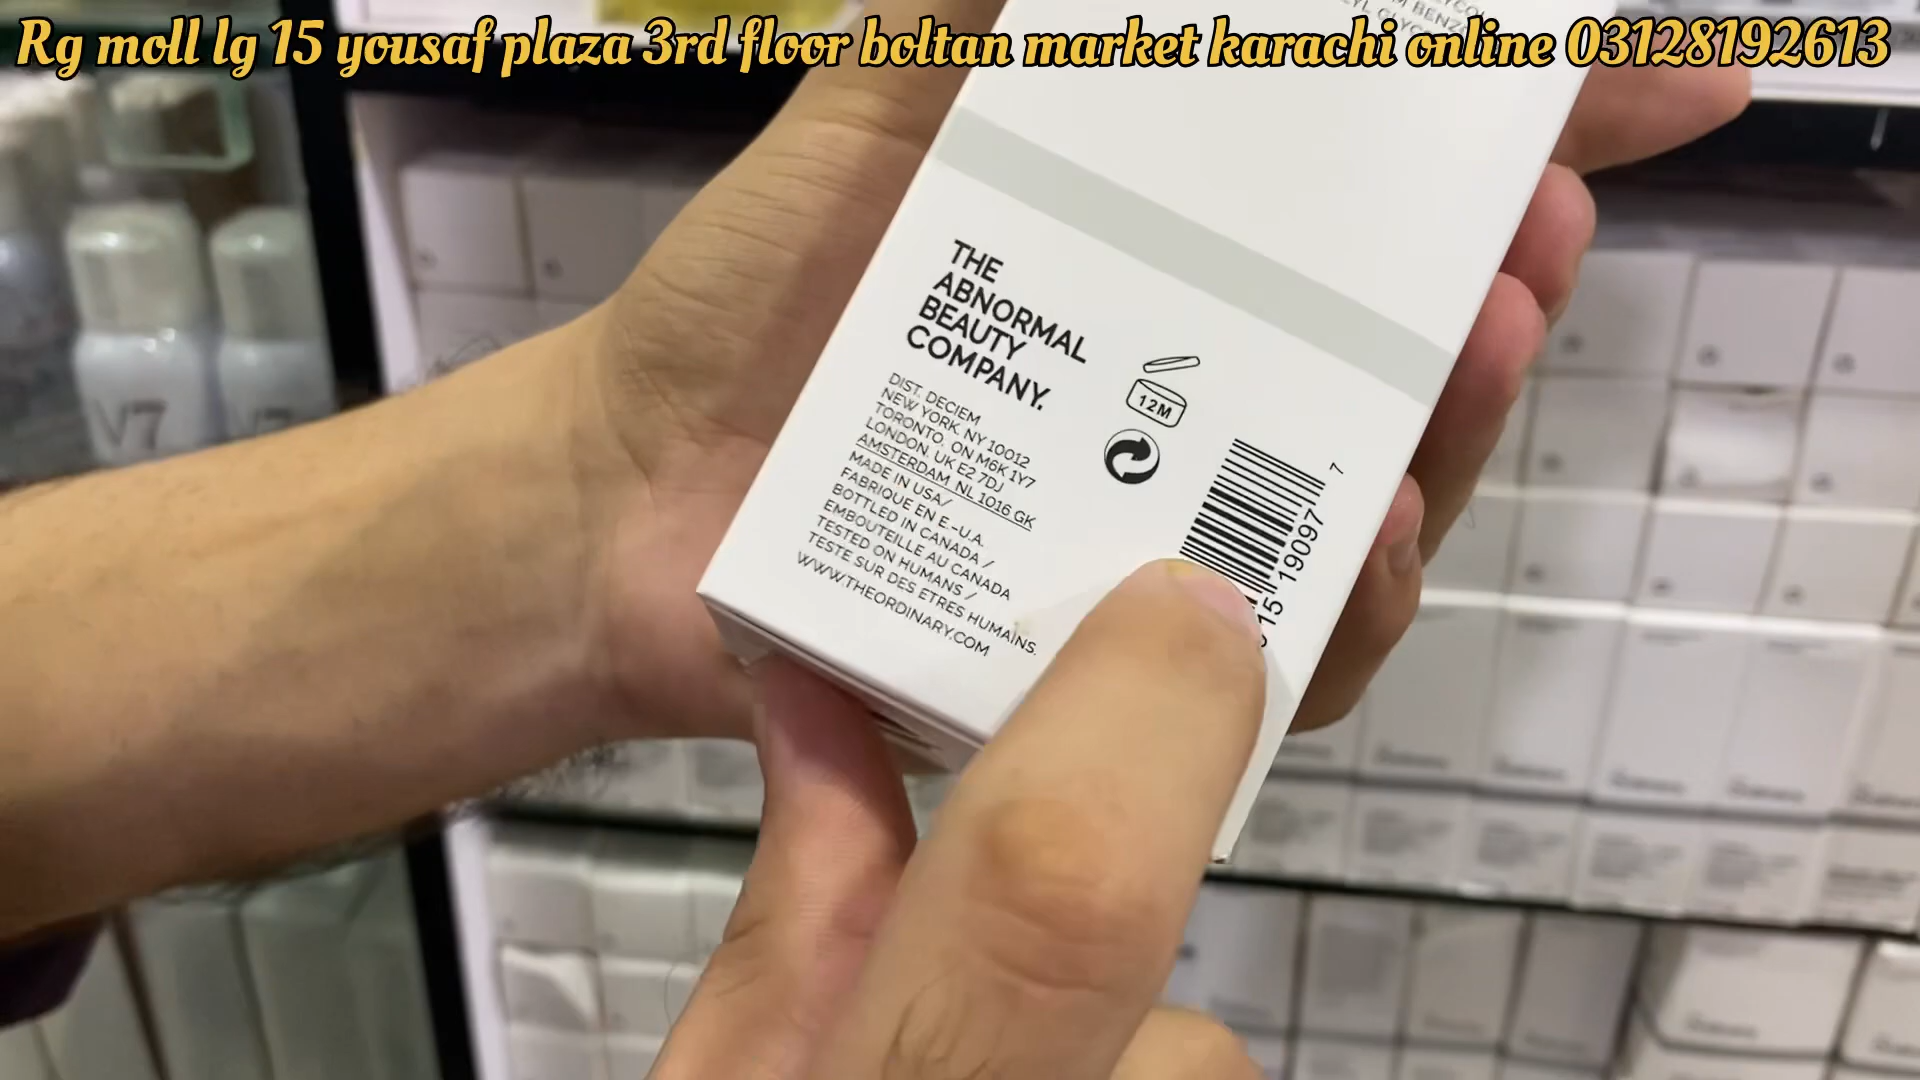 Rg moll lg 15 yousaf plaza 3rd floor boltan market karachi online 03128192613
THE
ABNORMAL
BEAUTY
COMPANY.
DIST. DECIEM
NEW YORK, NY 10012
TORONTO, ON M6K 1Y7
LONDON, UK E2 7DJ
AMSTERDAM, NL 1016 GK
MADE IN USA/
FABRIQUE EN E.-U.A.
BOTTLED IN CANADA /
EMBOUTEILLE AU CANADA
TESTED ON HUMANS /
TESTE SUR DES ETRES HUMAINS.
WWW.THEORDINARY.COM
12M
15 19097 7
V7